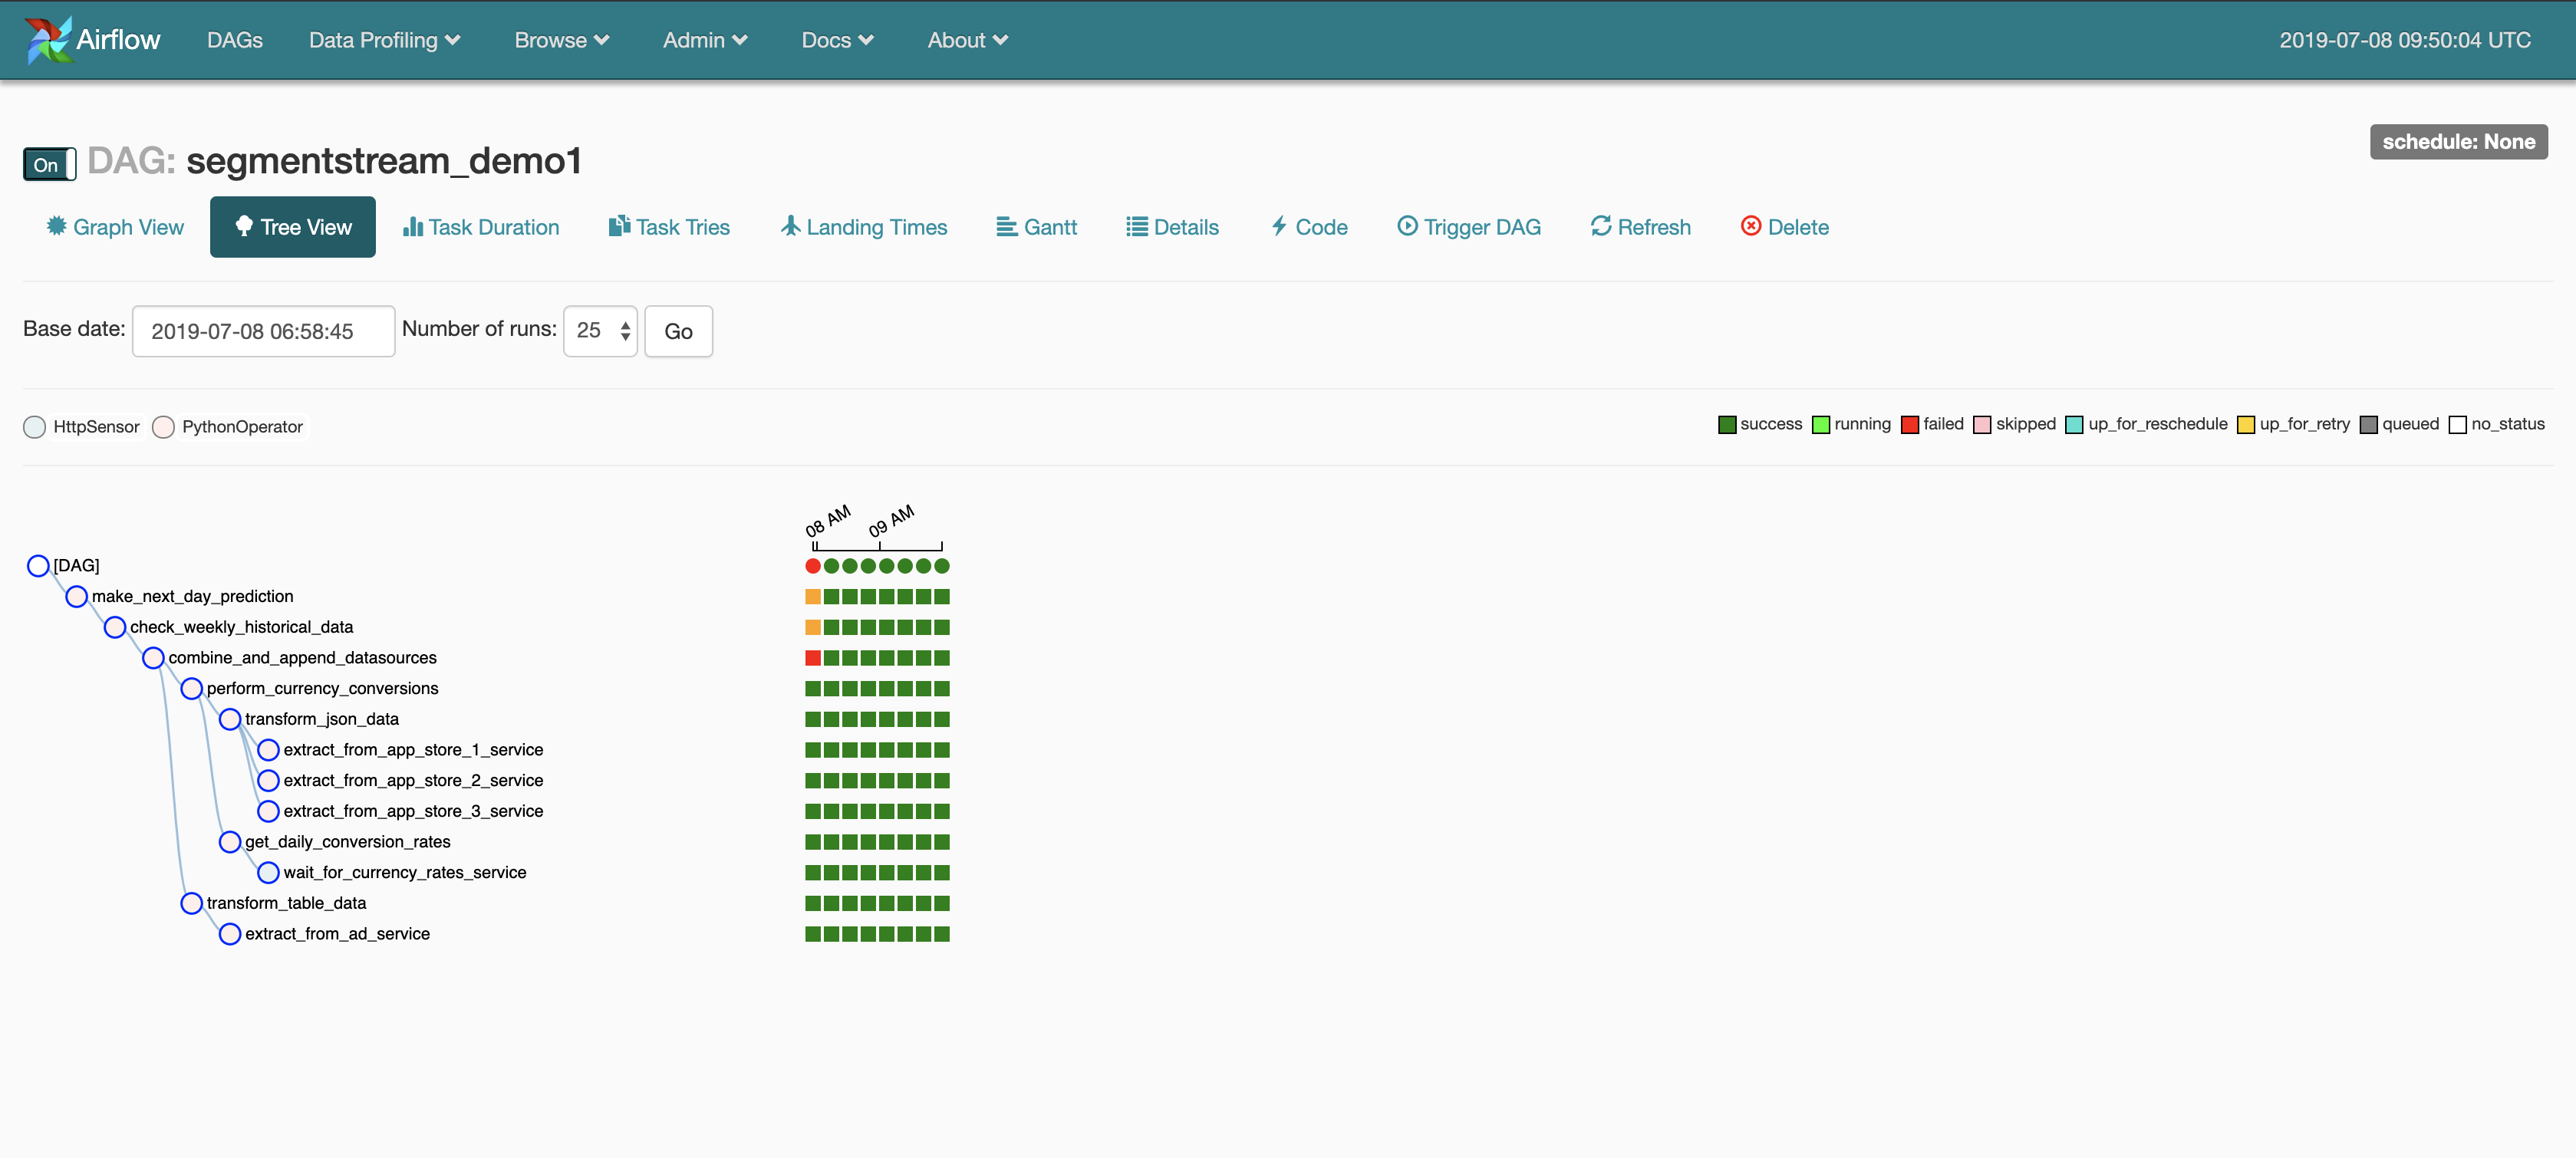 Airflow DAGs Data Profiling Browse Admin Docs About 2019-07-08 09:50:04 UTC
schedule: None
On DAG: segmentstream_demo1
Graph View Tree View Task Duration Task Tries Landing Times Gantt Details Code Trigger DAG Refresh Delete
Base date: 2019-07-08 06:58:45 Number of runs: 25 Go
HttpSensor PythonOperator success running failed skipped up_for_reschedule up_for_retry queued no_status
08 AM 09 AM
[DAG]
make_next_day_prediction
check_weekly_historical_data
combine_and_append_datasources
perform_currency_conversions
transform_json_data
extract_from_app_store_1_service
extract_from_app_store_2_service
extract_from_app_store_3_service
get_daily_conversion_rates
wait_for_currency_rates_service
transform_table_data
extract_from_ad_service